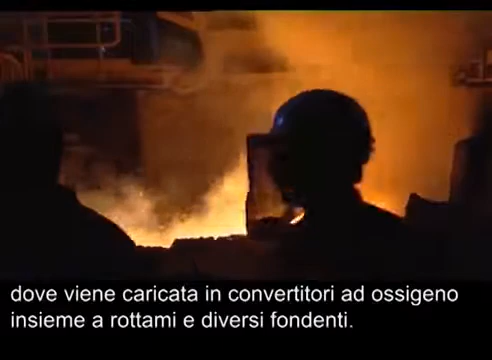 dove viene caricata in convertitori ad ossigeno
insieme a rottami e diversi fondenti.